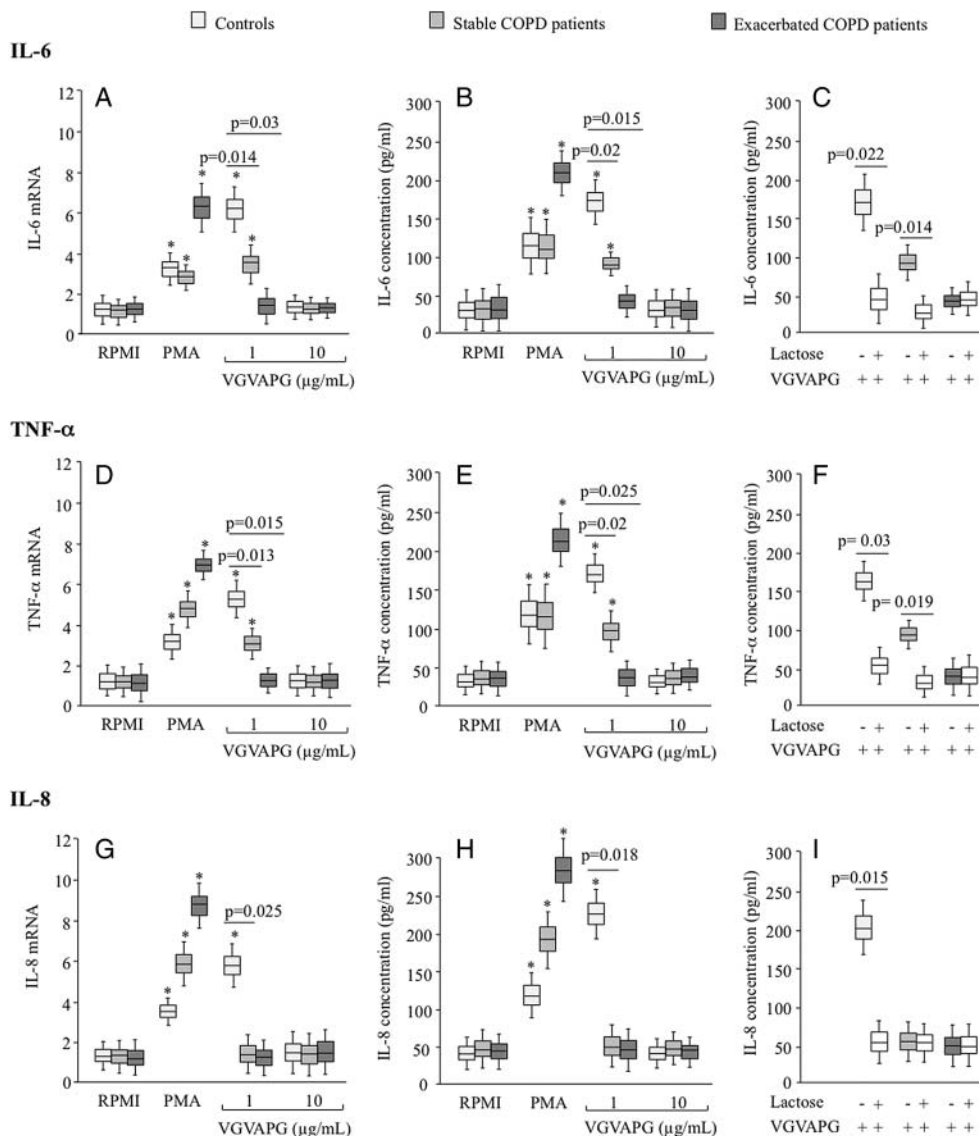 Controls Stable COPD patients Exacerbated COPD patients
IL-6
A
IL-6 mRNA
12
10
8
6
4
2
0
p=0.03
p=0.014
* * * * *
RPMI PMA 1 10
VGVAPG (µg/mL)
B
IL-6 concentration (pg/ml)
300
250
200
150
100
50
0
p=0.015
p=0.02
* * * * *
RPMI PMA 1 10
VGVAPG (µg/mL)
C
IL-6 concentration (pg/ml)
300
250
200
150
100
50
0
p=0.022
p=0.014
Lactose - + - + - +
VGVAPG + + + + + +
TNF-α
D
TNF-α mRNA
12
10
8
6
4
2
0
p=0.015
p=0.013
* * * * *
RPMI PMA 1 10
VGVAPG (µg/mL)
E
TNF-α concentration (pg/ml)
300
250
200
150
100
50
0
p=0.025
p=0.02
* * * * *
RPMI PMA 1 10
VGVAPG (µg/mL)
F
TNF-α concentration (pg/ml)
300
250
200
150
100
50
0
p= 0.03
p= 0.019
Lactose - + - + - +
VGVAPG + + + + + +
IL-8
G
IL-8 mRNA
12
10
8
6
4
2
0
p=0.025
* * * *
RPMI PMA 1 10
VGVAPG (µg/mL)
H
IL-8 concentration (pg/ml)
300
250
200
150
100
50
0
p=0.018
* * * *
RPMI PMA 1 10
VGVAPG (µg/mL)
I
IL-8 concentration (pg/ml)
300
250
200
150
100
50
0
p=0.015
Lactose - + - + - +
VGVAPG + + + + + +